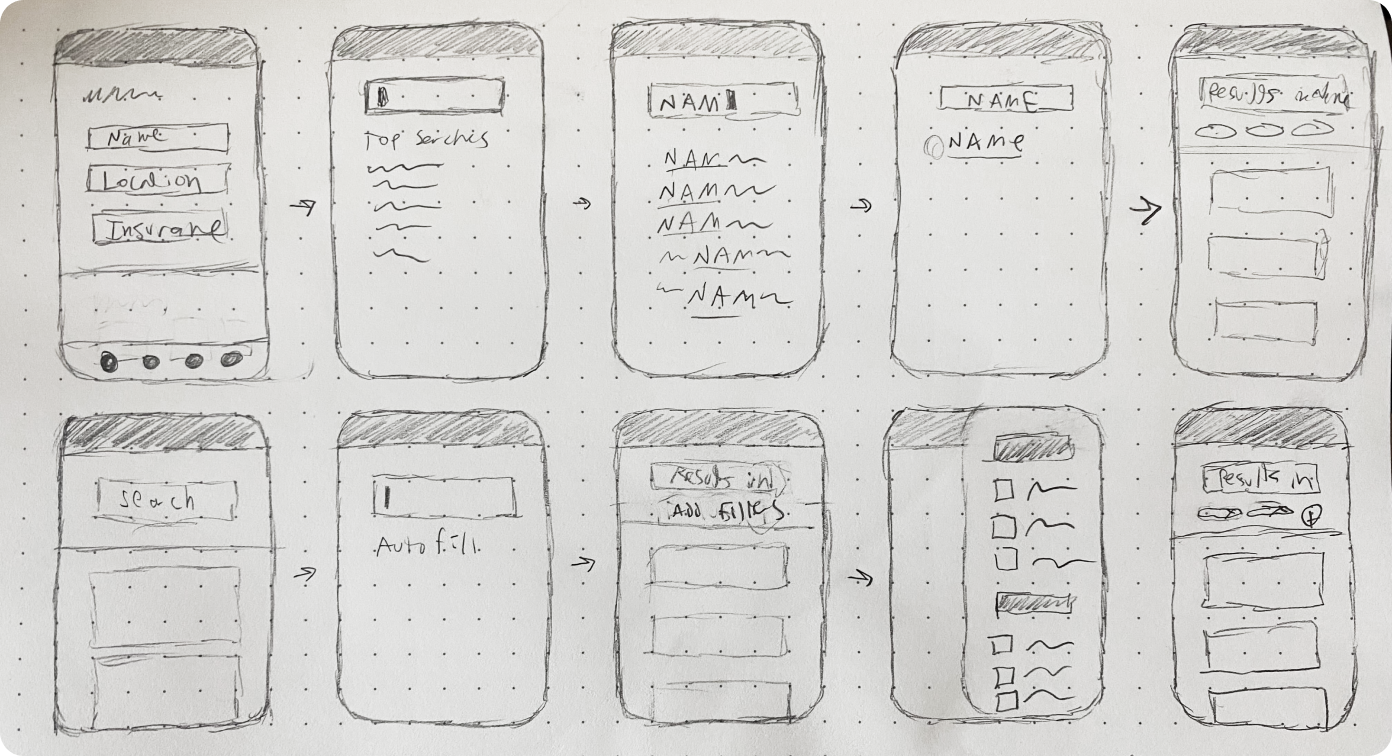 Name
Location
Insurance
Top Serches
NAM
NAM
NAM
NAM
NAM
NAM
NAME
NAME
Results in
Search
Autofill
Results in
Add Filters
Results in